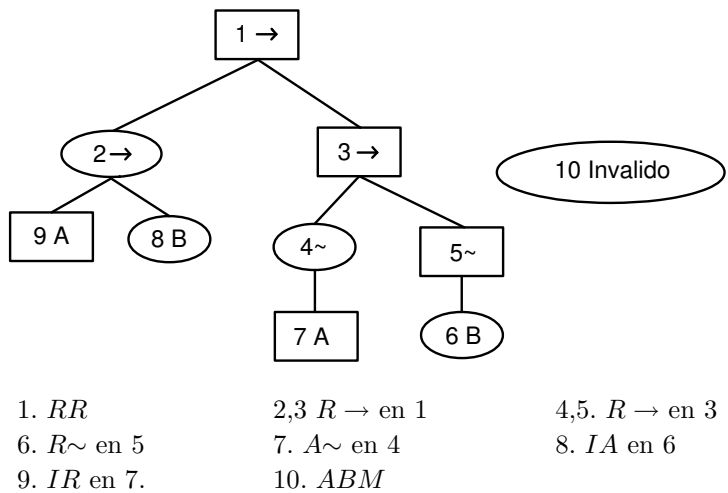 1 →
2→ 3 → 10 Invalido
9 A 8 B 4~ 5~
7 A 6 B
1. RR 2,3 R → en 1 4,5. R → en 3
6. R∼ en 5 7. A∼ en 4 8. IA en 6
9. IR en 7. 10. ABM